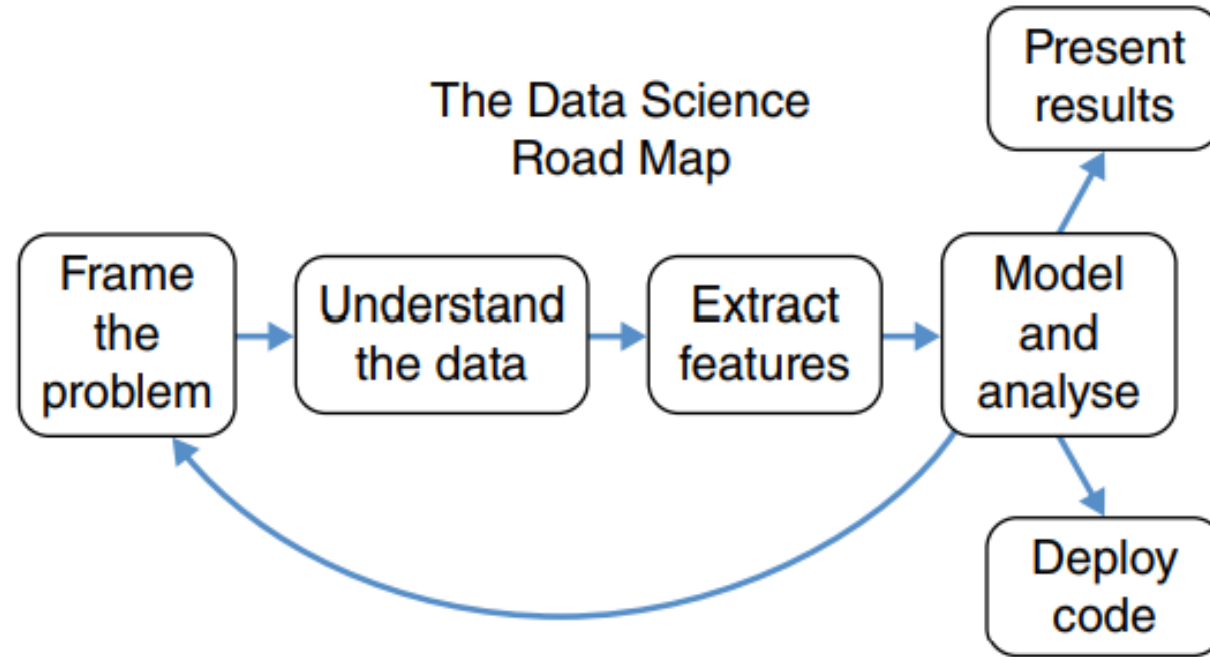 The Data Science
Road Map
Frame
the
problem
Understand
the data
Extract
features
Model
and
analyse
Present
results
Deploy
code